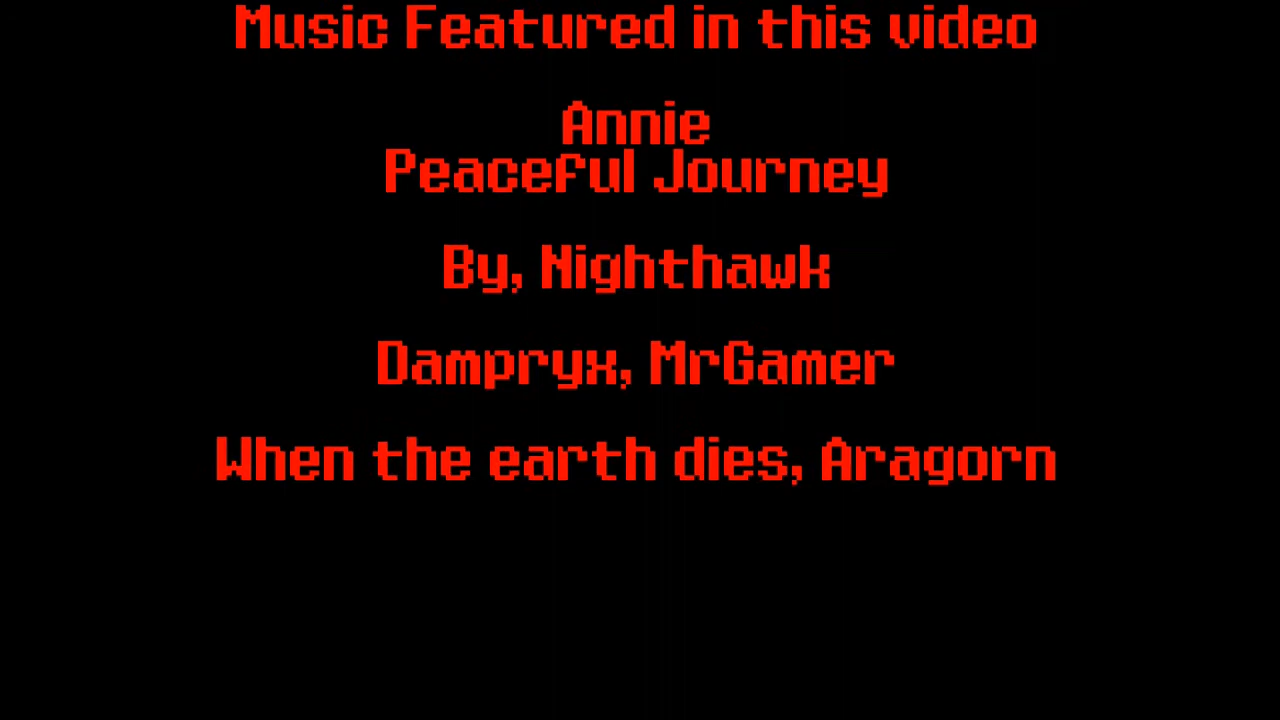 Music Featured in this video
Annie
Peaceful Journey
By, Nighthawk
Dampryx, MrGamer
When the earth dies, Aragorn